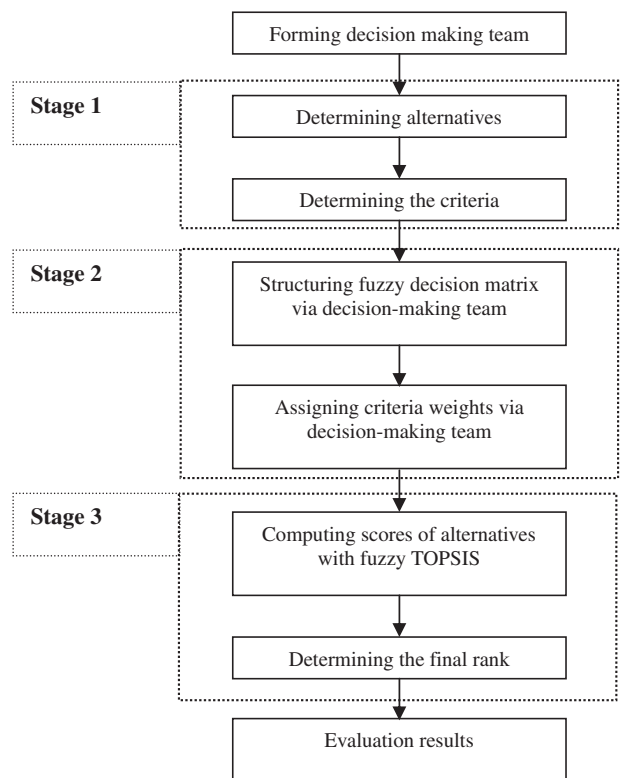 Forming decision making team
Stage 1
Determining alternatives
Determining the criteria
Stage 2
Structuring fuzzy decision matrix
via decision-making team
Assigning criteria weights via
decision-making team
Stage 3
Computing scores of alternatives
with fuzzy TOPSIS
Determining the final rank
Evaluation results